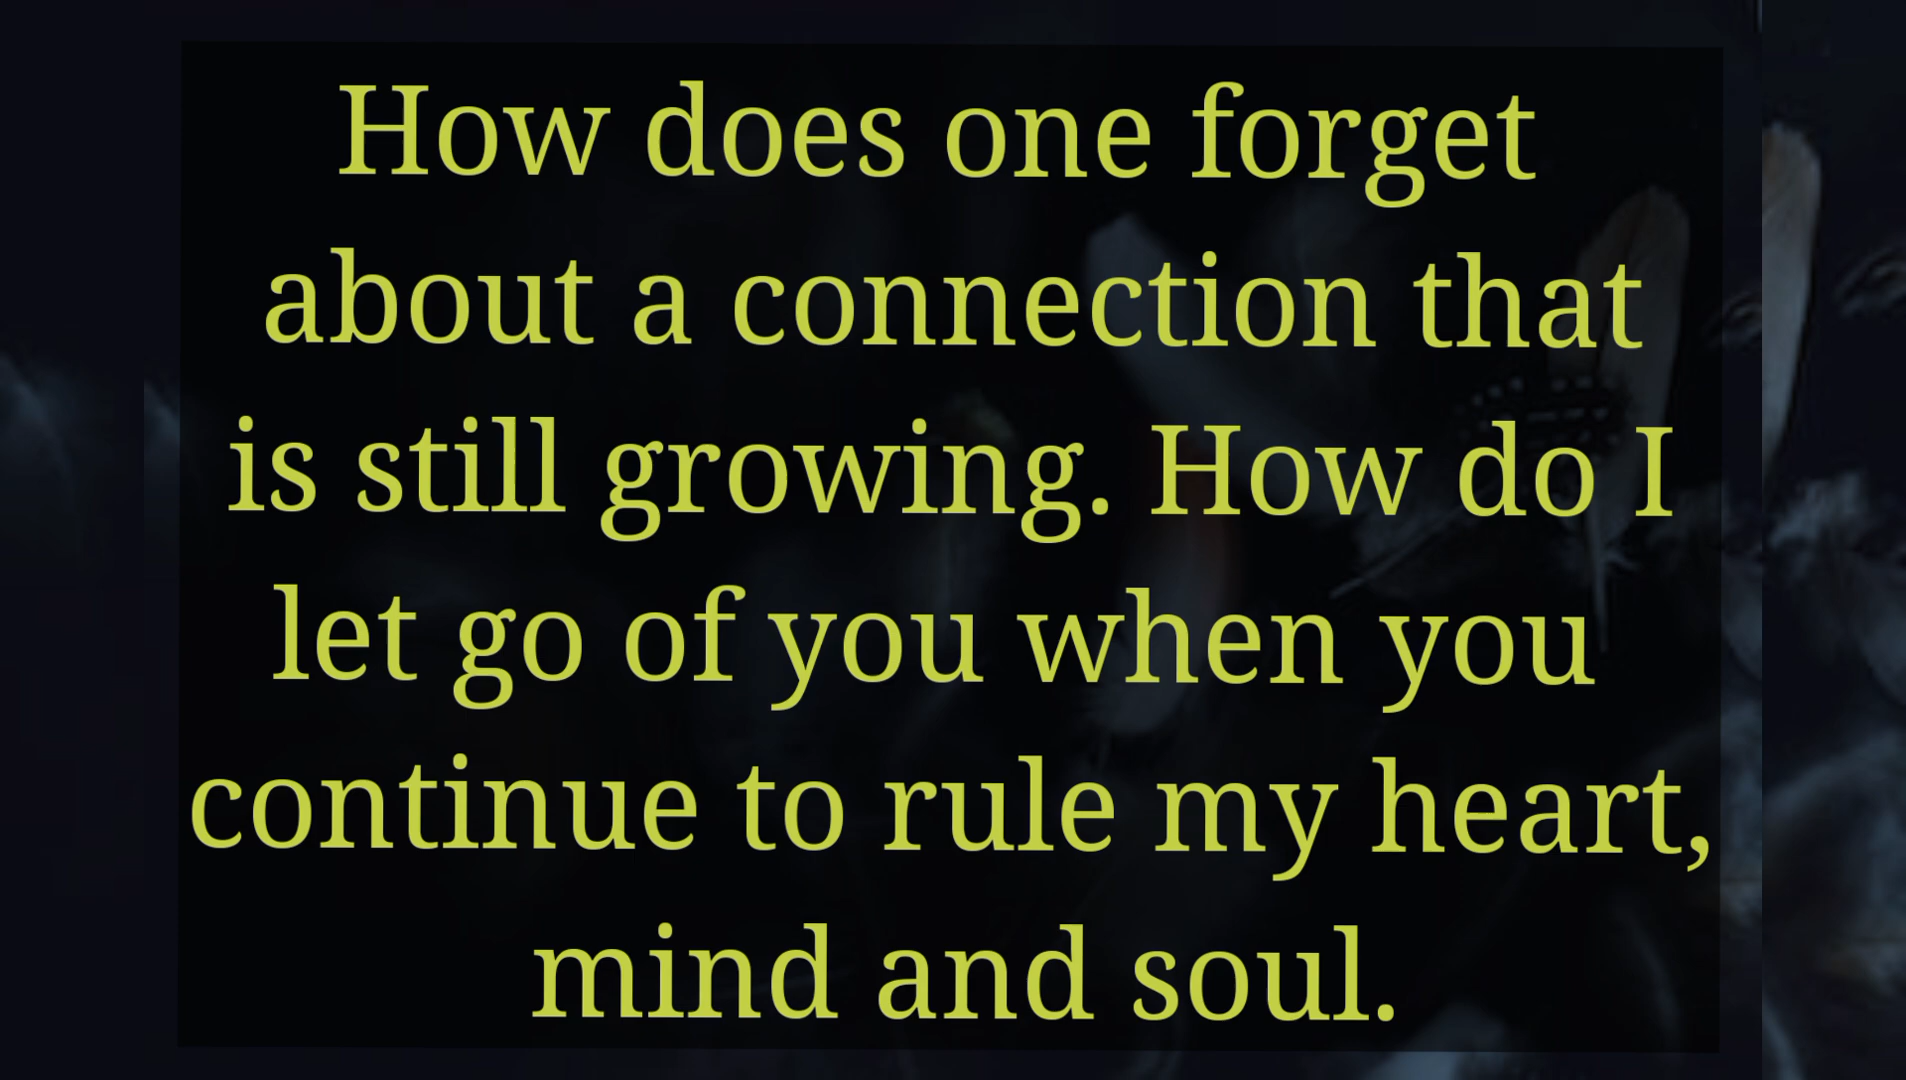 How does one forget
about a connection that
is still growing. How do I
let go of you when you
continue to rule my heart,
mind and soul.